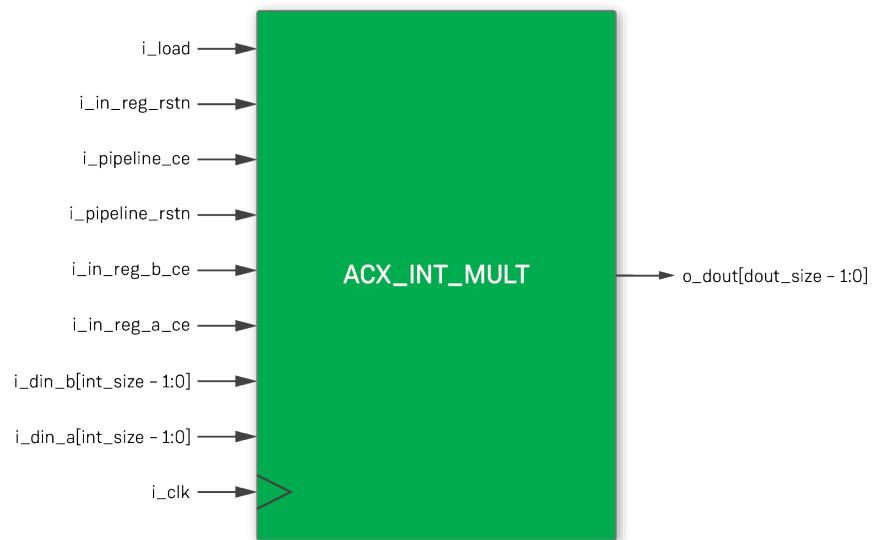 i_load
i_in_reg_rstn
i_pipeline_ce
i_pipeline_rstn
i_in_reg_b_ce
i_in_reg_a_ce
i_din_b[int_size – 1:0]
i_din_a[int_size – 1:0]
i_clk
ACX_INT_MULT
o_dout[dout_size – 1:0]